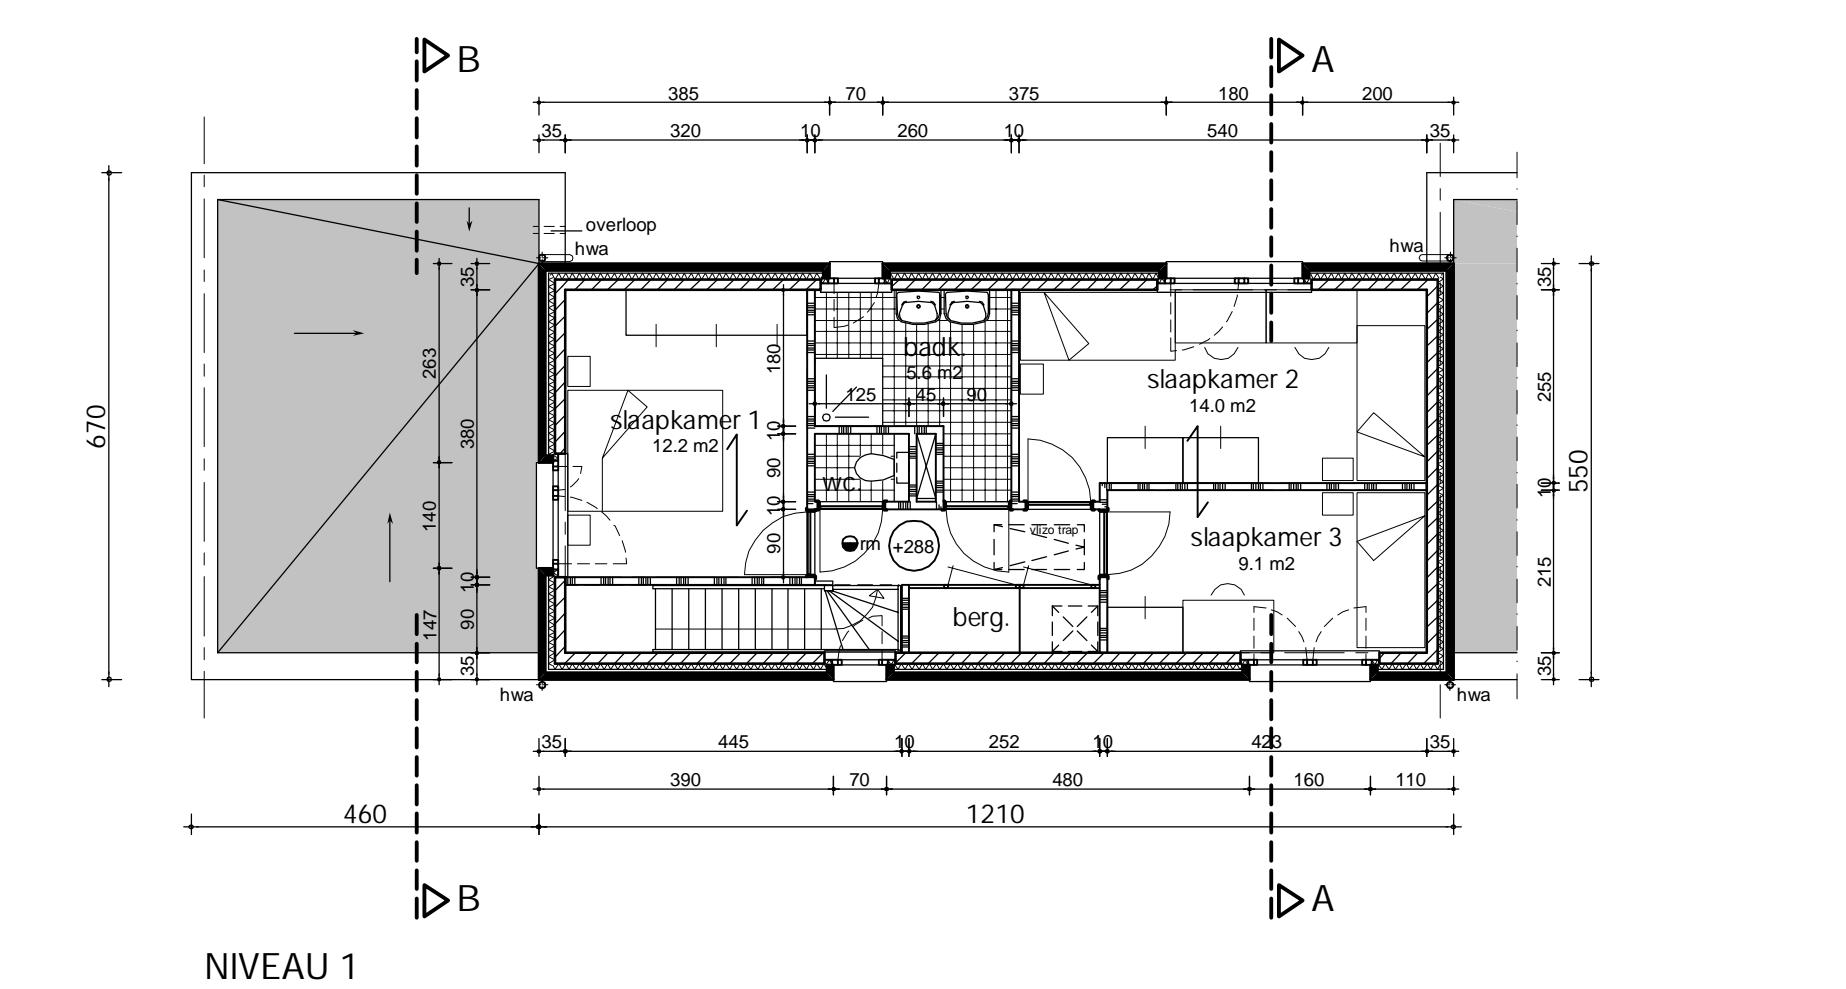 B
A
385 70 375 180 200
35 320 10 260 10 540 35
overloop
hwa
hwa
35
35
670
263
380
140
10
147
90
35
180
10
90
10
90
badk.
5.6 m2
125 45 90
slaapkamer 1
12.2 m2
wc.
slaapkamer 2
14.0 m2
255
10
550
215
35
rm
+288
vlizo trap
slaapkamer 3
9.1 m2
berg.
hwa
hwa
35 445 10 252 10 423 35
390 70 480 160 110
460 1210
B
A
NIVEAU 1